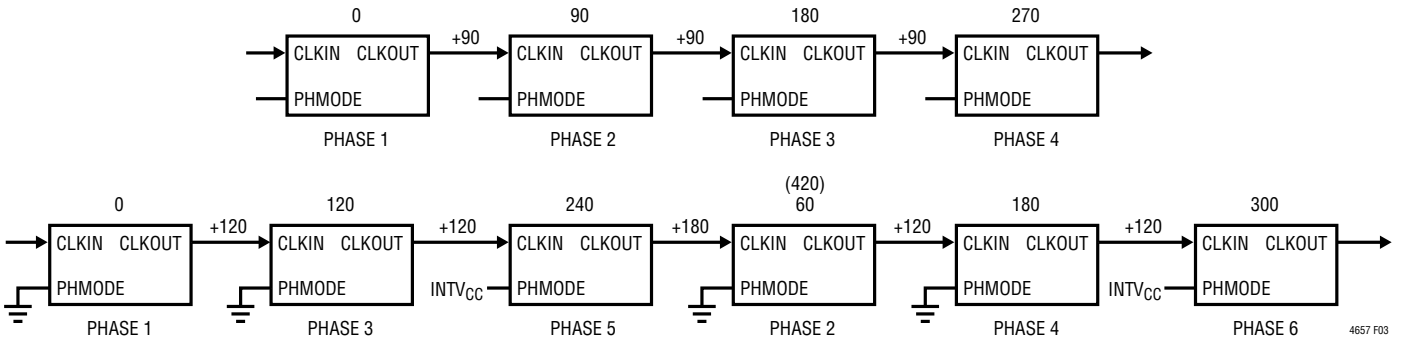 0
90
180
270
CLKIN CLKOUT +90 CLKIN CLKOUT +90 CLKIN CLKOUT +90 CLKIN CLKOUT
PHMODE PHMODE PHMODE PHMODE
PHASE 1 PHASE 2 PHASE 3 PHASE 4
(420)
0 120 240 60 180 300
CLKIN CLKOUT +120 CLKIN CLKOUT +120 CLKIN CLKOUT +180 CLKIN CLKOUT +120 CLKIN CLKOUT +120 CLKIN CLKOUT
PHMODE PHMODE INTVCC PHMODE PHMODE PHMODE INTVCC PHMODE
PHASE 1 PHASE 3 PHASE 5 PHASE 2 PHASE 4 PHASE 6
4657 F03